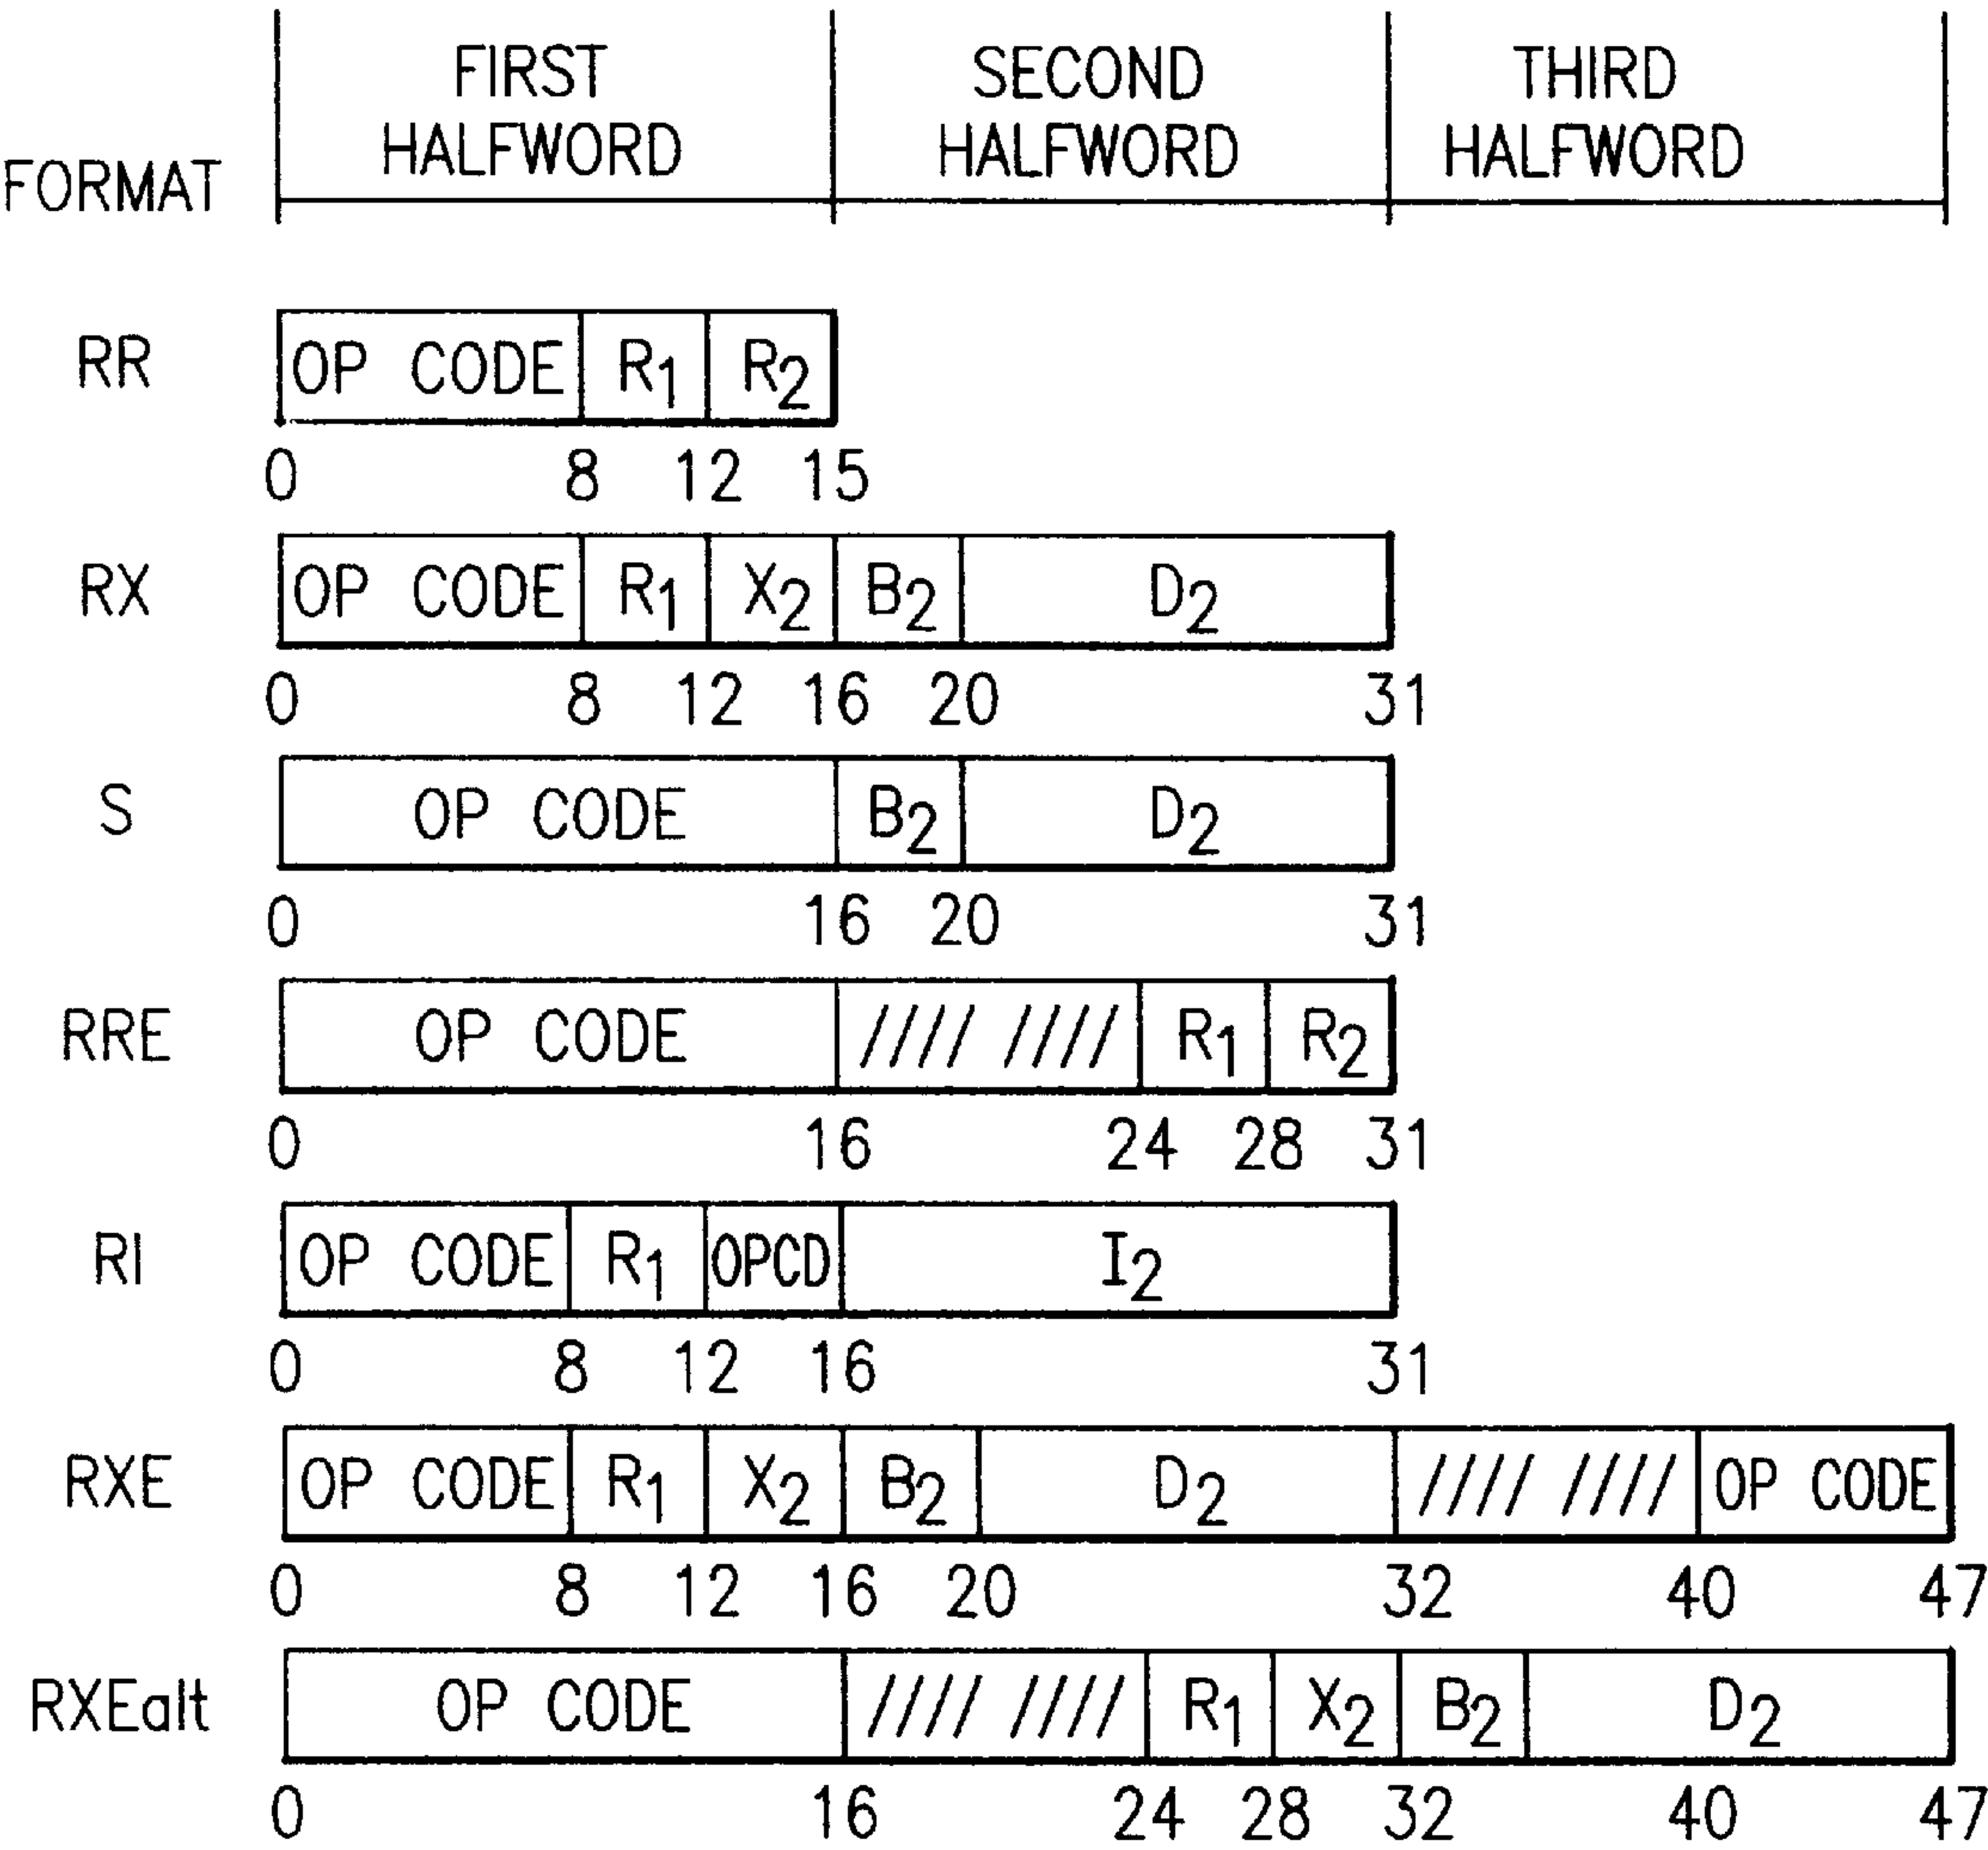 FORMAT
FIRST HALFWORD
SECOND HALFWORD
THIRD HALFWORD
RR
OP CODE R1 R2
0 8 12 15
RX
OP CODE R1 X2 B2 D2
0 8 12 16 20 31
S
OP CODE B2 D2
0 16 20 31
RRE
OP CODE //// //// R1 R2
0 16 24 28 31
RI
OP CODE R1 OPCD I2
0 8 12 16 31
RXE
OP CODE R1 X2 B2 D2 //// //// OP CODE
0 8 12 16 20 32 40 47
RXEalt
OP CODE //// //// R1 X2 B2 D2
0 16 24 28 32 40 47